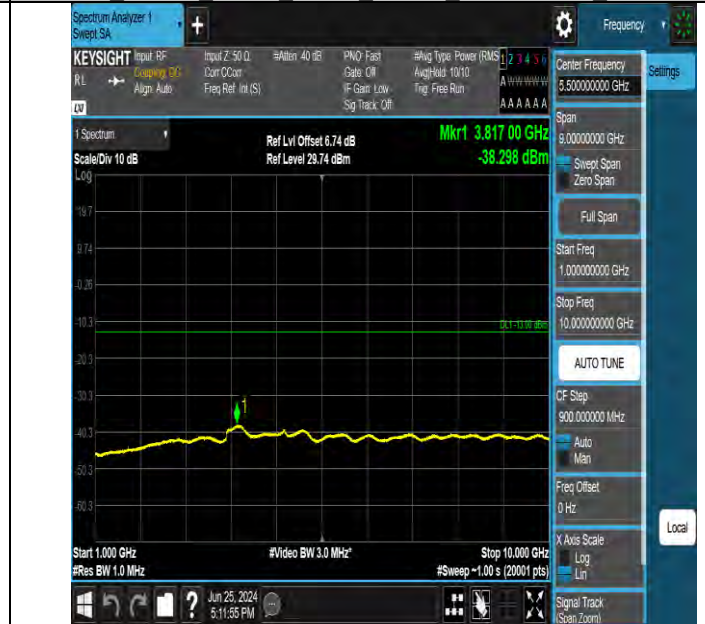 Spectrum Analyzer 1
Swept SA
Frequency
KEYSIGHT Input: RF Input Z: 50 Ω #Atten: 40 dB PNO: Fast #Avg Type: Power (RMS 1 2 3 4 5 6
RL Coupling: DC Corr CCorr Gate: Off Avg|Hold: 10/10 A W W W W W
Align: Auto Freq Ref: Int (S) IF Gain: Low Trig: Free Run
Sig Track: Off A A A A A A
Center Frequency
5.500000000 GHz
Settings
1 Spectrum
Scale/Div 10 dB
Ref Lvl Offset 6.74 dB
Ref Level 29.74 dBm
Mkr1 3.817 00 GHz
-38.298 dBm
Log
19.7
9.74
-0.26
-10.3
DL1 -13.00 dBm
-20.3
-30.3
1
-40.3
-50.3
-60.3
Start 1.000 GHz #Video BW 3.0 MHz* Stop 10.000 GHz
#Res BW 1.0 MHz #Sweep ~1.00 s (20001 pts)
Span
9.00000000 GHz
Swept Span
Zero Span
Full Span
Start Freq
1.000000000 GHz
Stop Freq
10.000000000 GHz
AUTO TUNE
CF Step
900.000000 MHz
Auto
Man
Freq Offset
0 Hz
X Axis Scale
Log
Lin
Local
Signal Track
(Span Zoom)
? Jun 25, 2024
5:11:55 PM